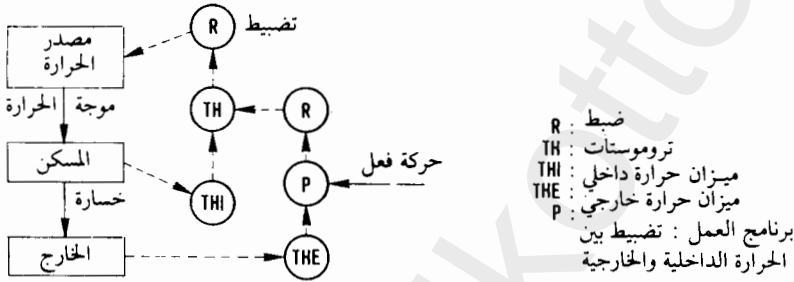 R تضبيط
مصدر
الحرارة
موجة الحرارة
TH
R
المسكن
THI
P
حركة فعل
خسارة
الخارج
THE
R : ضبط
TH : تروموستات
THI : ميزان حرارة داخلي
THE : ميزان حرارة خارجي
P :
برنامج العمل : تضبيط بين
الحرارة الداخلية والخارجية